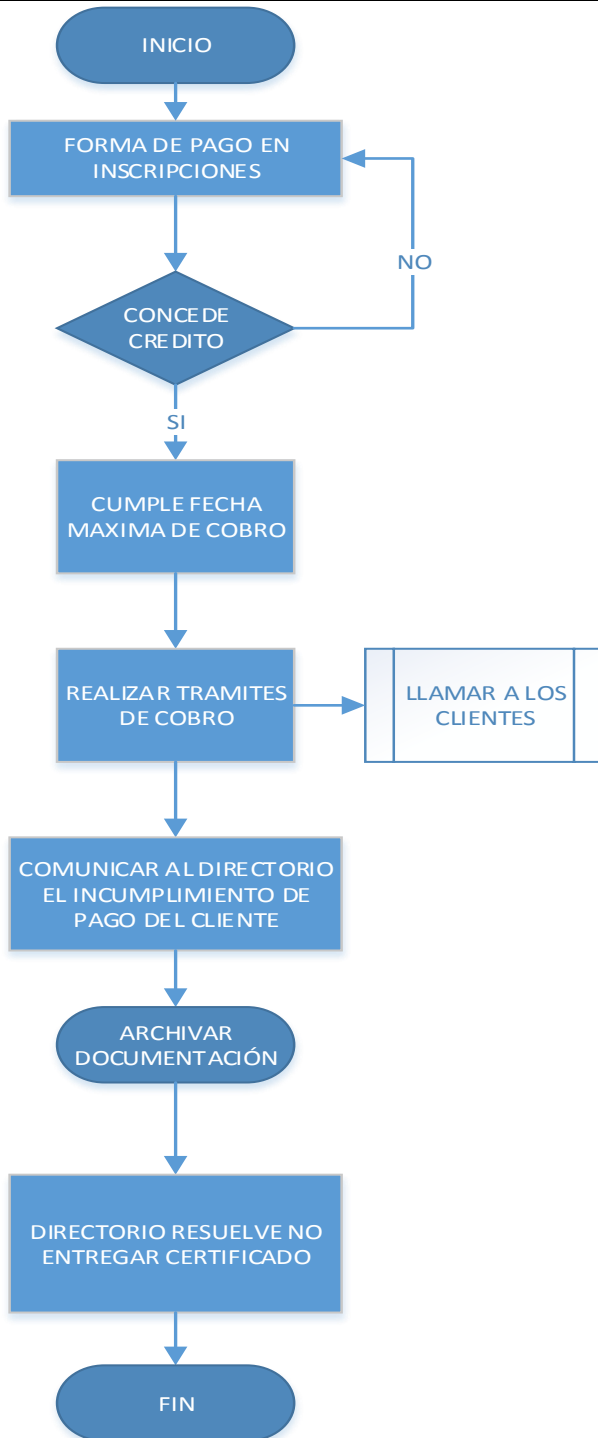 INICIO
FORMA DE PAGO EN
INSCRIPCIONES
NO
CONCEDE
CREDITO
SI
CUMPLE FECHA
MAXIMA DE COBRO
REALIZAR TRAMITES
DE COBRO
LLAMAR A LOS
CLIENTES
COMUNICAR AL DIRECTORIO
EL INCUMPLIMIENTO DE
PAGO DEL CLIENTE
ARCHIVAR
DOCUMENTACIÓN
DIRECTORIO RESUELVE NO
ENTREGAR CERTIFICADO
FIN